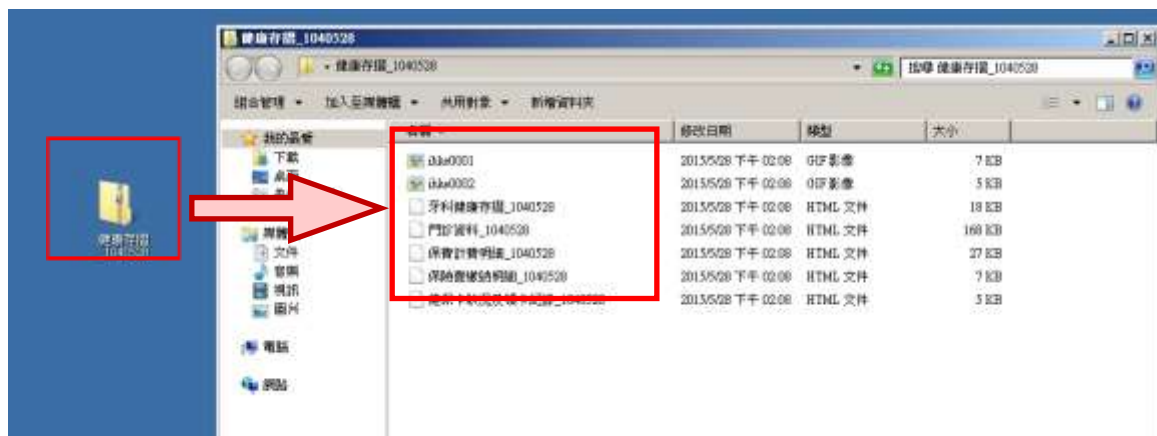 健康存摺_1040528
健康存摺_1040528
搜尋 健康存摺_1040528
組合管理
加入至媒體櫃
共用對象
新增資料夾
名稱
修改日期
類型
大小
我的最愛
下載
桌面
媒體
文件
音樂
視訊
圖片
電腦
網路
2015/5/28 下午 02:08 GIF 影像 7 KB
2015/5/28 下午 02:08 GIF 影像 5 KB
牙科健康存摺_1040528 2015/5/28 下午 02:08 HTML 文件 18 KB
門診資料_1040528 2015/5/28 下午 02:08 HTML 文件 168 KB
保費計費明細_1040528 2015/5/28 下午 02:08 HTML 文件 27 KB
保險費繳納明細_1040528 2015/5/28 下午 02:08 HTML 文件 7 KB
2015/5/28 下午 02:08 HTML 文件 5 KB
健康存摺
_1040528